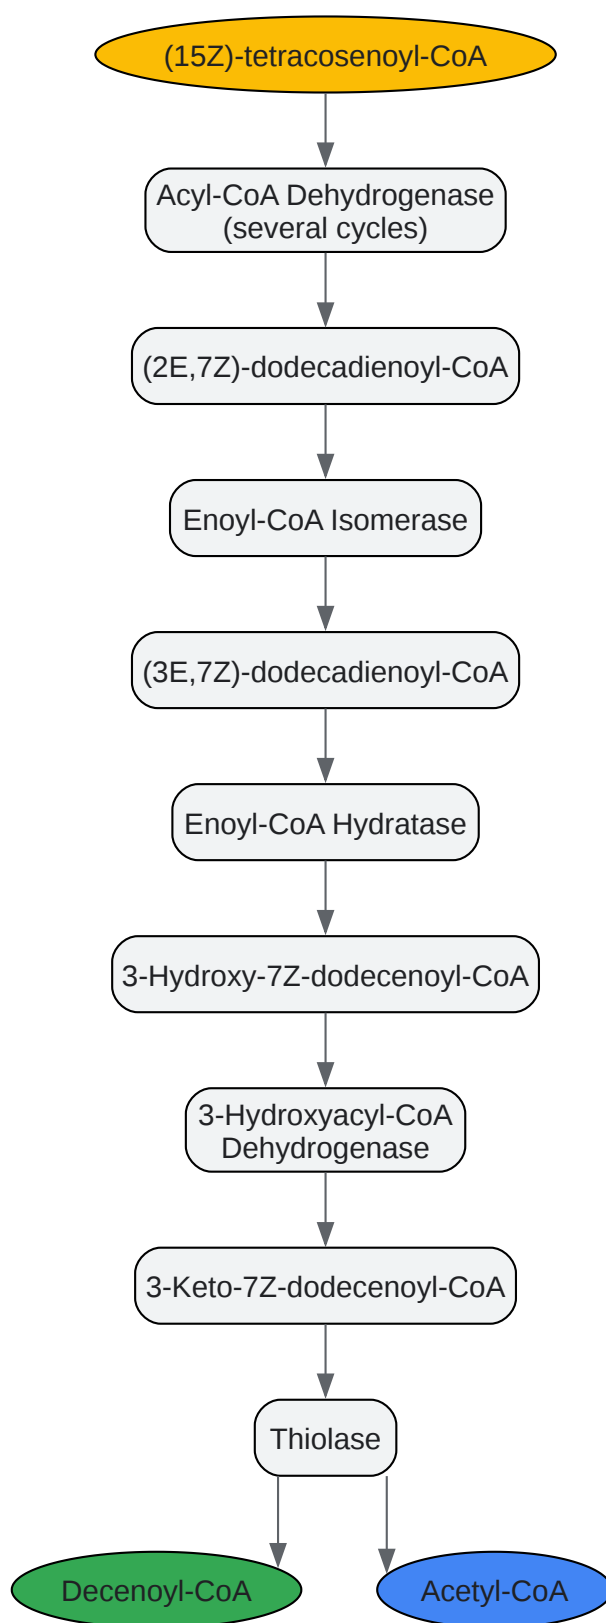 (15Z)-tetracosenoyl-CoA
Acyl-CoA Dehydrogenase
(several cycles)
(2E,7Z)-dodecadienoyl-CoA
Enoyl-CoA Isomerase
(3E,7Z)-dodecadienoyl-CoA
Enoyl-CoA Hydratase
3-Hydroxy-7Z-dodecenoyl-CoA
3-Hydroxyacyl-CoA
Dehydrogenase
3-Keto-7Z-dodecenoyl-CoA
Thiolase
Decenoyl-CoA
Acetyl-CoA